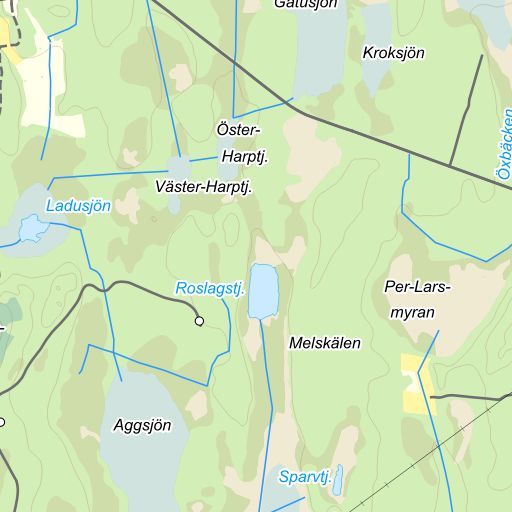 Gatusjön
Kroksjön
Öster-
Harptj.
Väster-Harptj.
Öxbäcken
Ladusjön
Roslagstj.
Per-Lars-
myran
Melskälen
Aggsjön
Sparvtj.